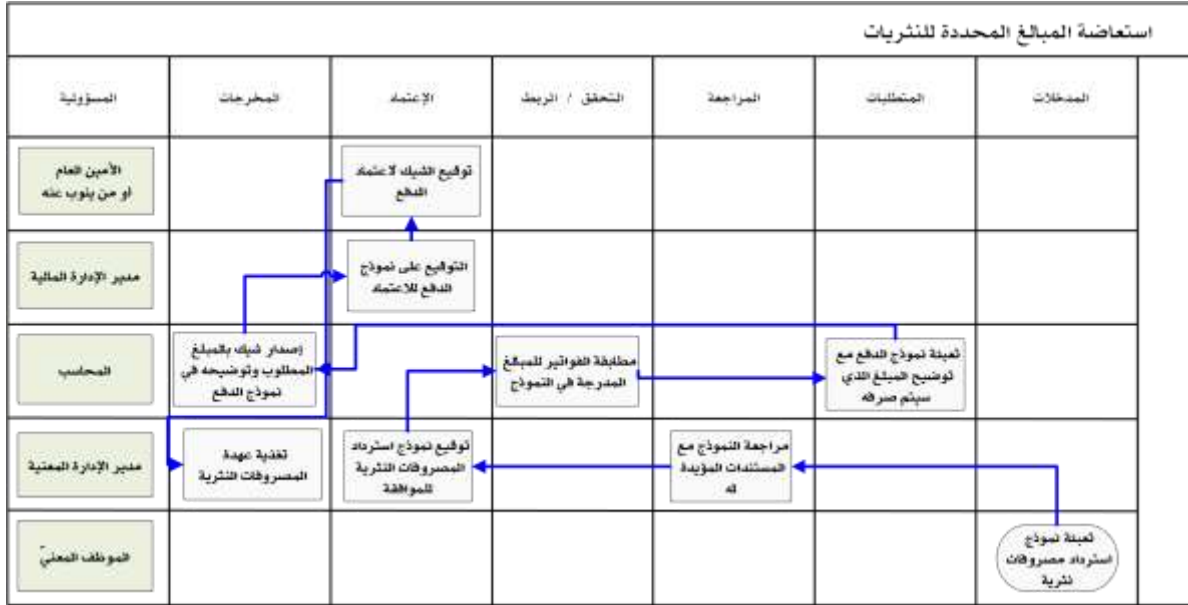 استعاضة المبالغ المحددة للنثريات
المدخلات
المتطلبات
المراجعة
التحقق / الربط
الإعتماد
المخرجات
المسؤولية
توقيع الشيك لاعتماد
الدفع
الأمين العام
او من ينوب عنه
التوقيع على نموذج
الدفع للاعتماد
مدير الإدارة المالية
تعبئة نموذج الدفع مع
توضيح المبلغ الذي
سيتم صرفه
مطابقة الفواتير للمبالغ
المدرجة في النموذج
إصدار شيك بالمبلغ
المطلوب وتوضيحه في
نموذج الدفع
المحاسب
مراجعة النموذج مع
المستندات المؤيدة
له
توقيع نموذج استرداد
المصروفات النثرية
للموافقة
تغذية عهدة
المصروفات النثرية
مدير الإدارة المعنية
تعبئة نموذج
استرداد مصروفات
نثرية
الموظف المعنيّ